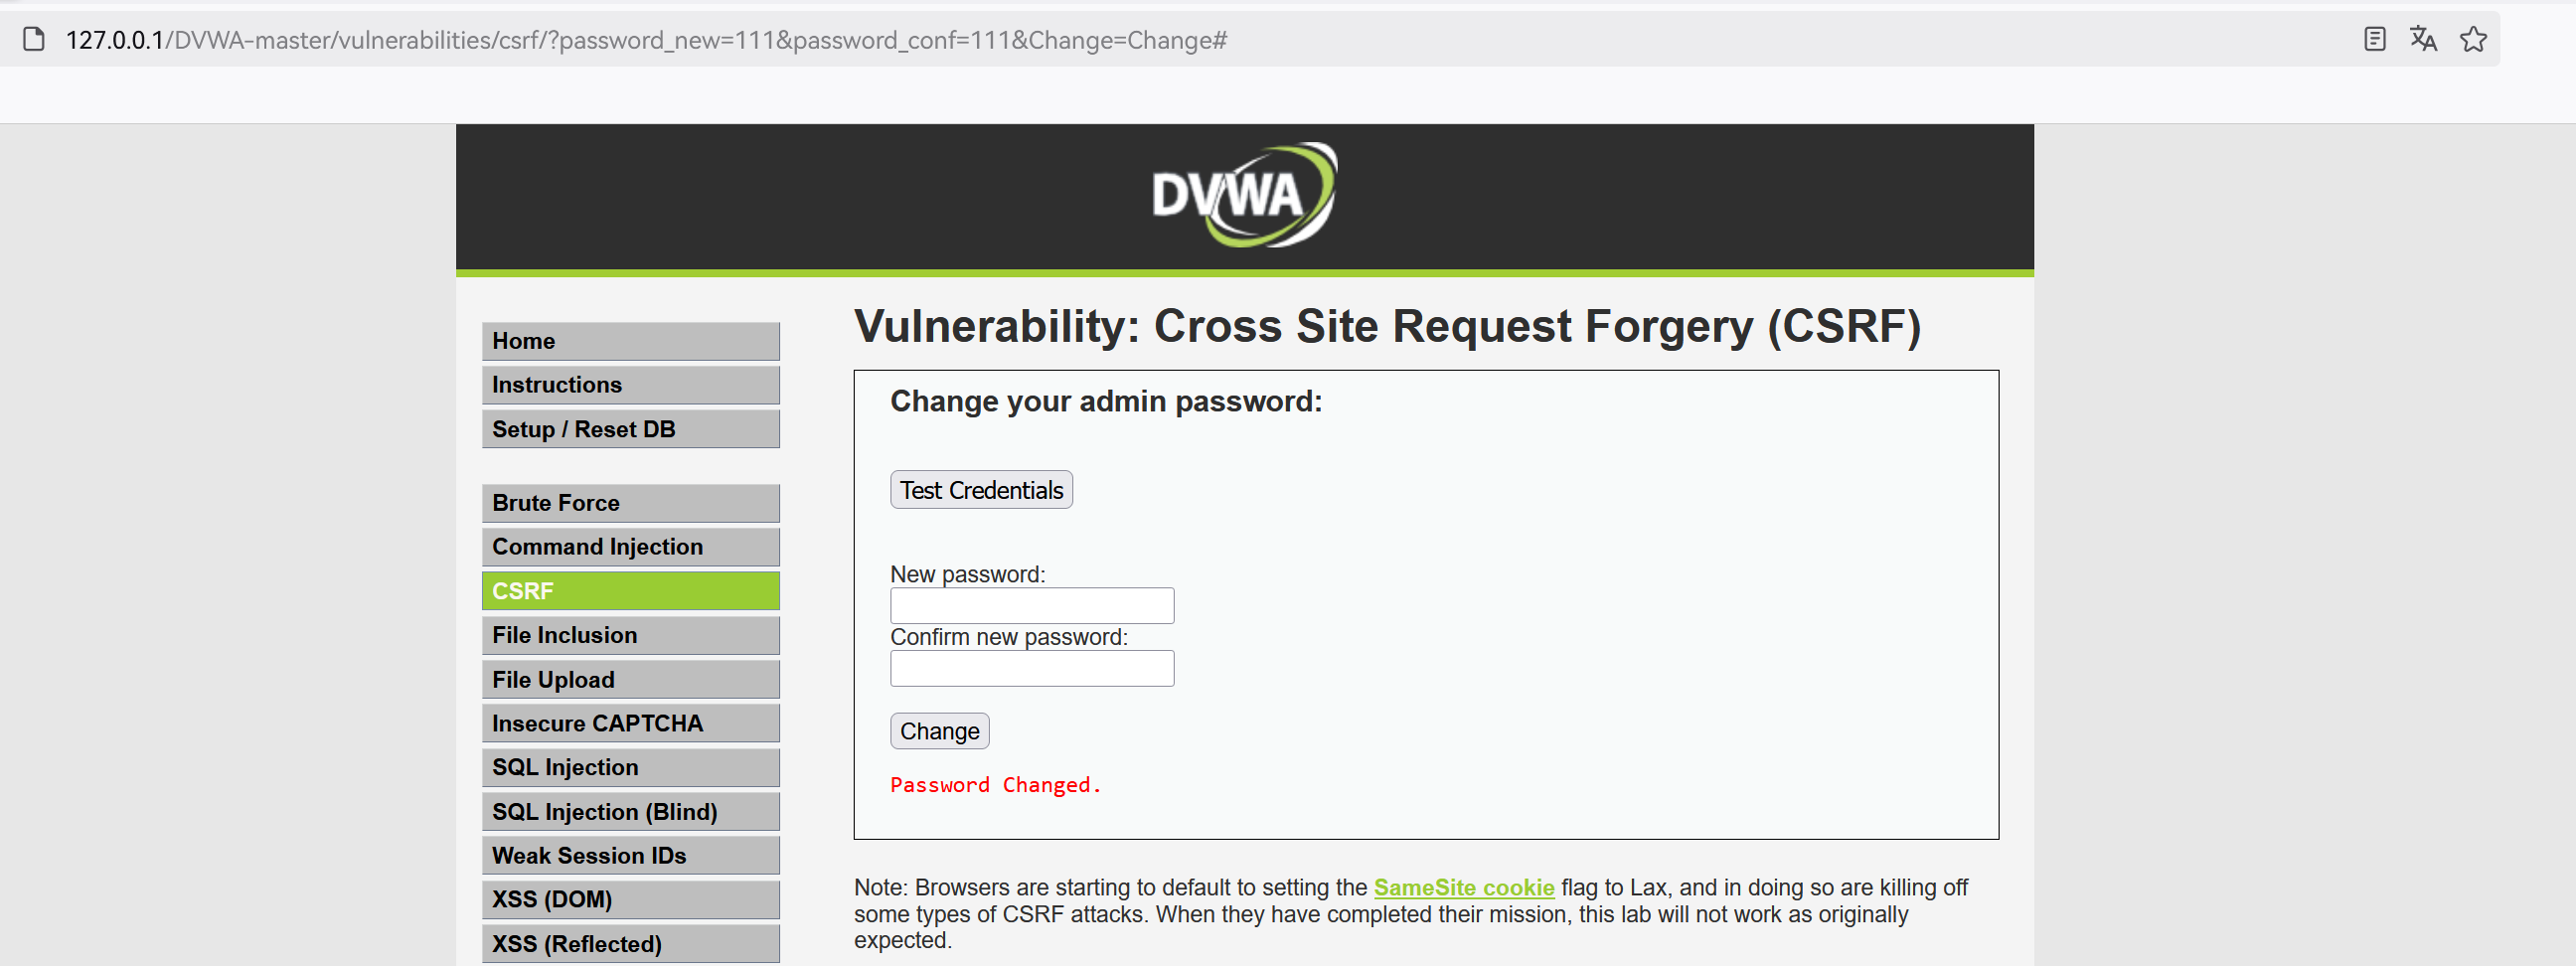 127.0.0.1/DVWA-master/vulnerabilities/csrf/?password_new=111&password_conf=111&Change=Change#
DVWA
Home
Instructions
Setup / Reset DB
Brute Force
Command Injection
CSRF
File Inclusion
File Upload
Insecure CAPTCHA
SQL Injection
SQL Injection (Blind)
Weak Session IDs
XSS (DOM)
XSS (Reflected)
Vulnerability: Cross Site Request Forgery (CSRF)
Change your admin password:
Test Credentials
New password:
Confirm new password:
Change
Password Changed.
Note: Browsers are starting to default to setting the SameSite cookie flag to Lax, and in doing so are killing off
some types of CSRF attacks. When they have completed their mission, this lab will not work as originally
expected.